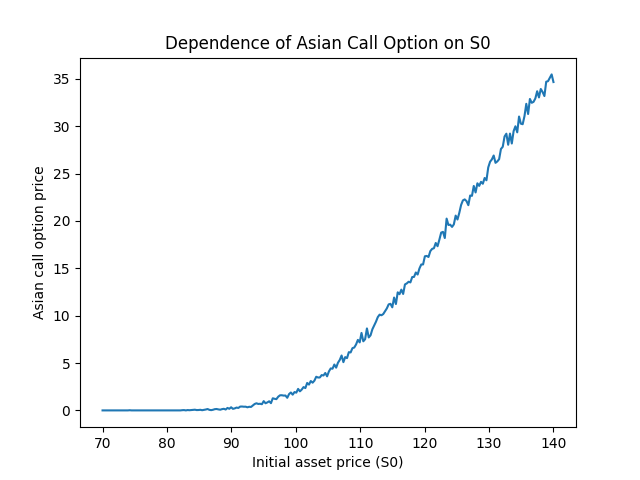 Dependence of Asian Call Option on S0
35
30
25
20
15
10
5
0
Asian call option price
70 80 90 100 110 120 130 140
Initial asset price (S0)